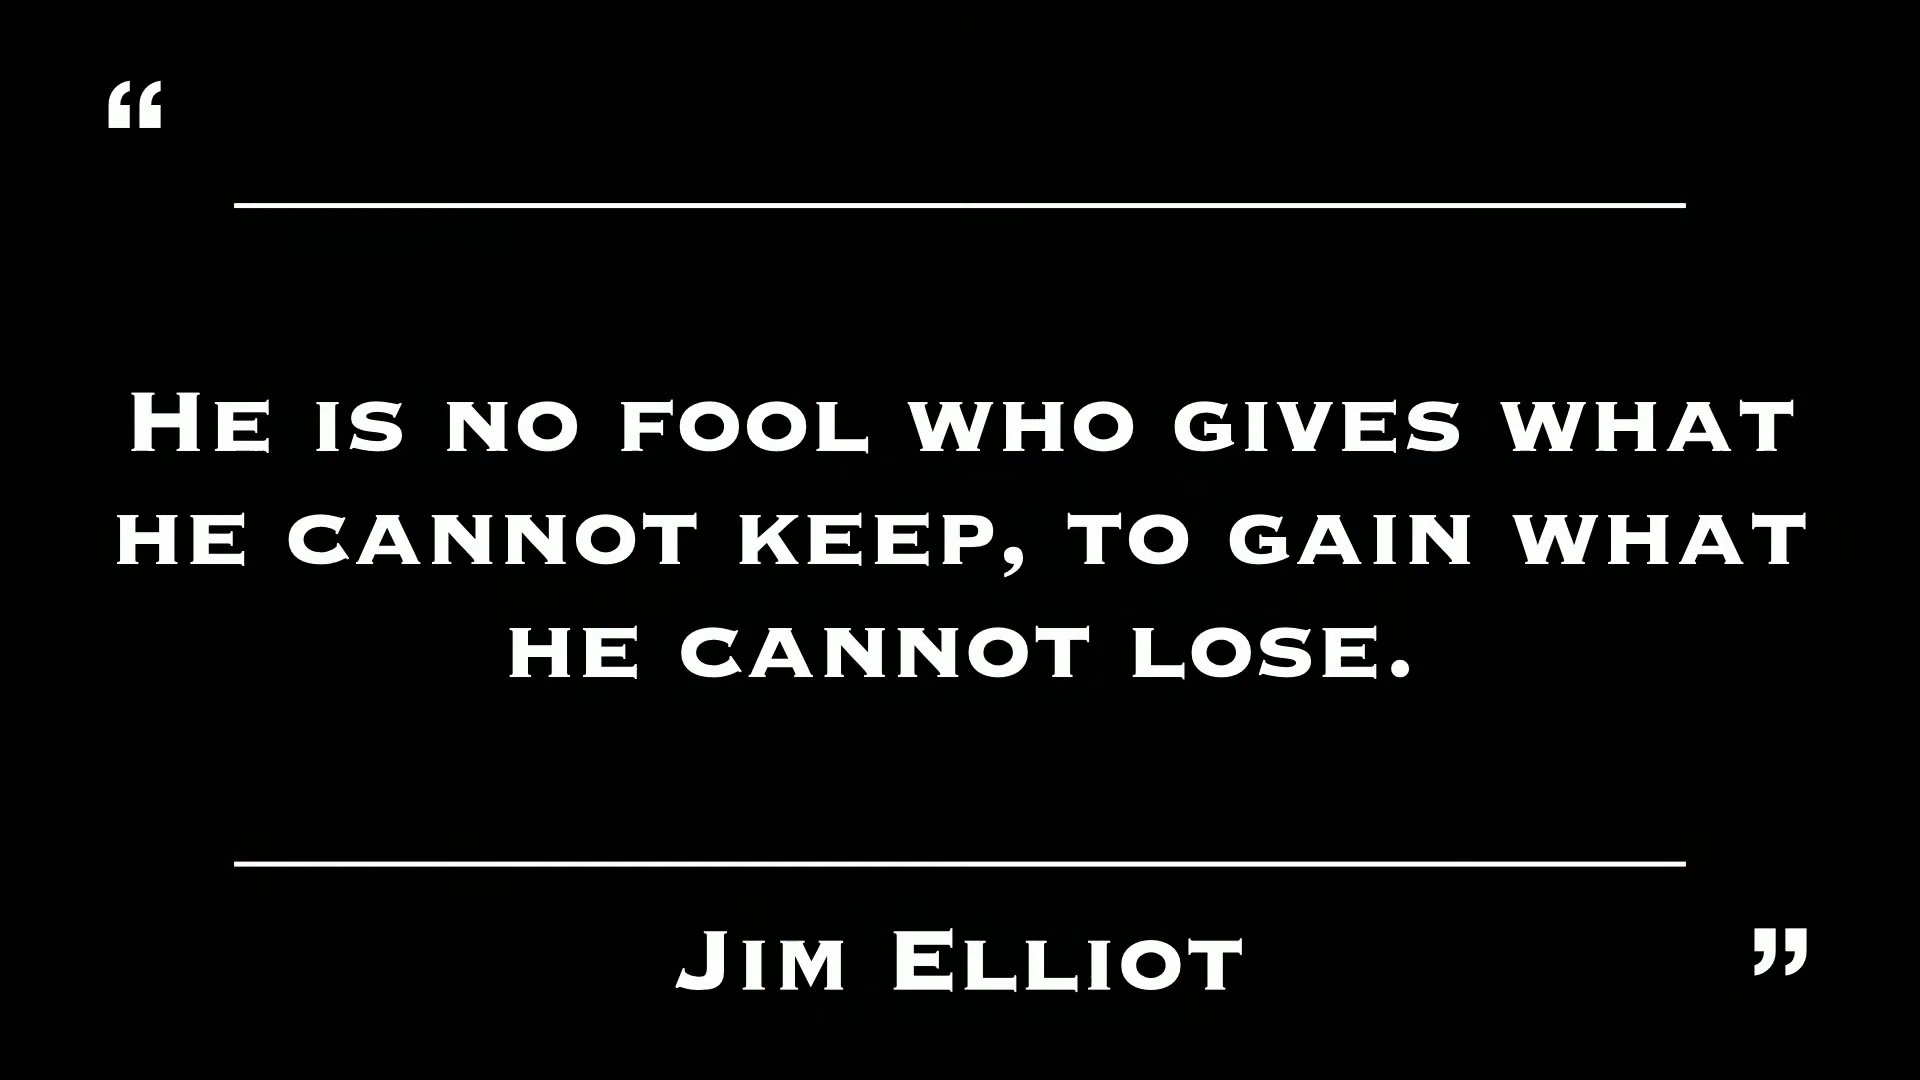 “
He is no fool who gives what
he cannot keep, to gain what
he cannot lose.
Jim Elliot
”